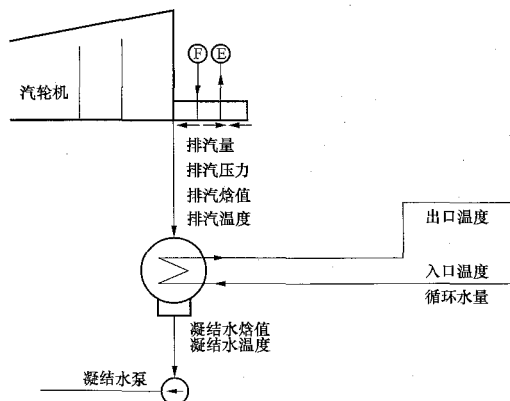 F E
汽轮机
排汽量
排汽压力
排汽焓值
排汽温度
出口温度
入口温度
循环水量
凝结水焓值
凝结水温度
凝结水泵